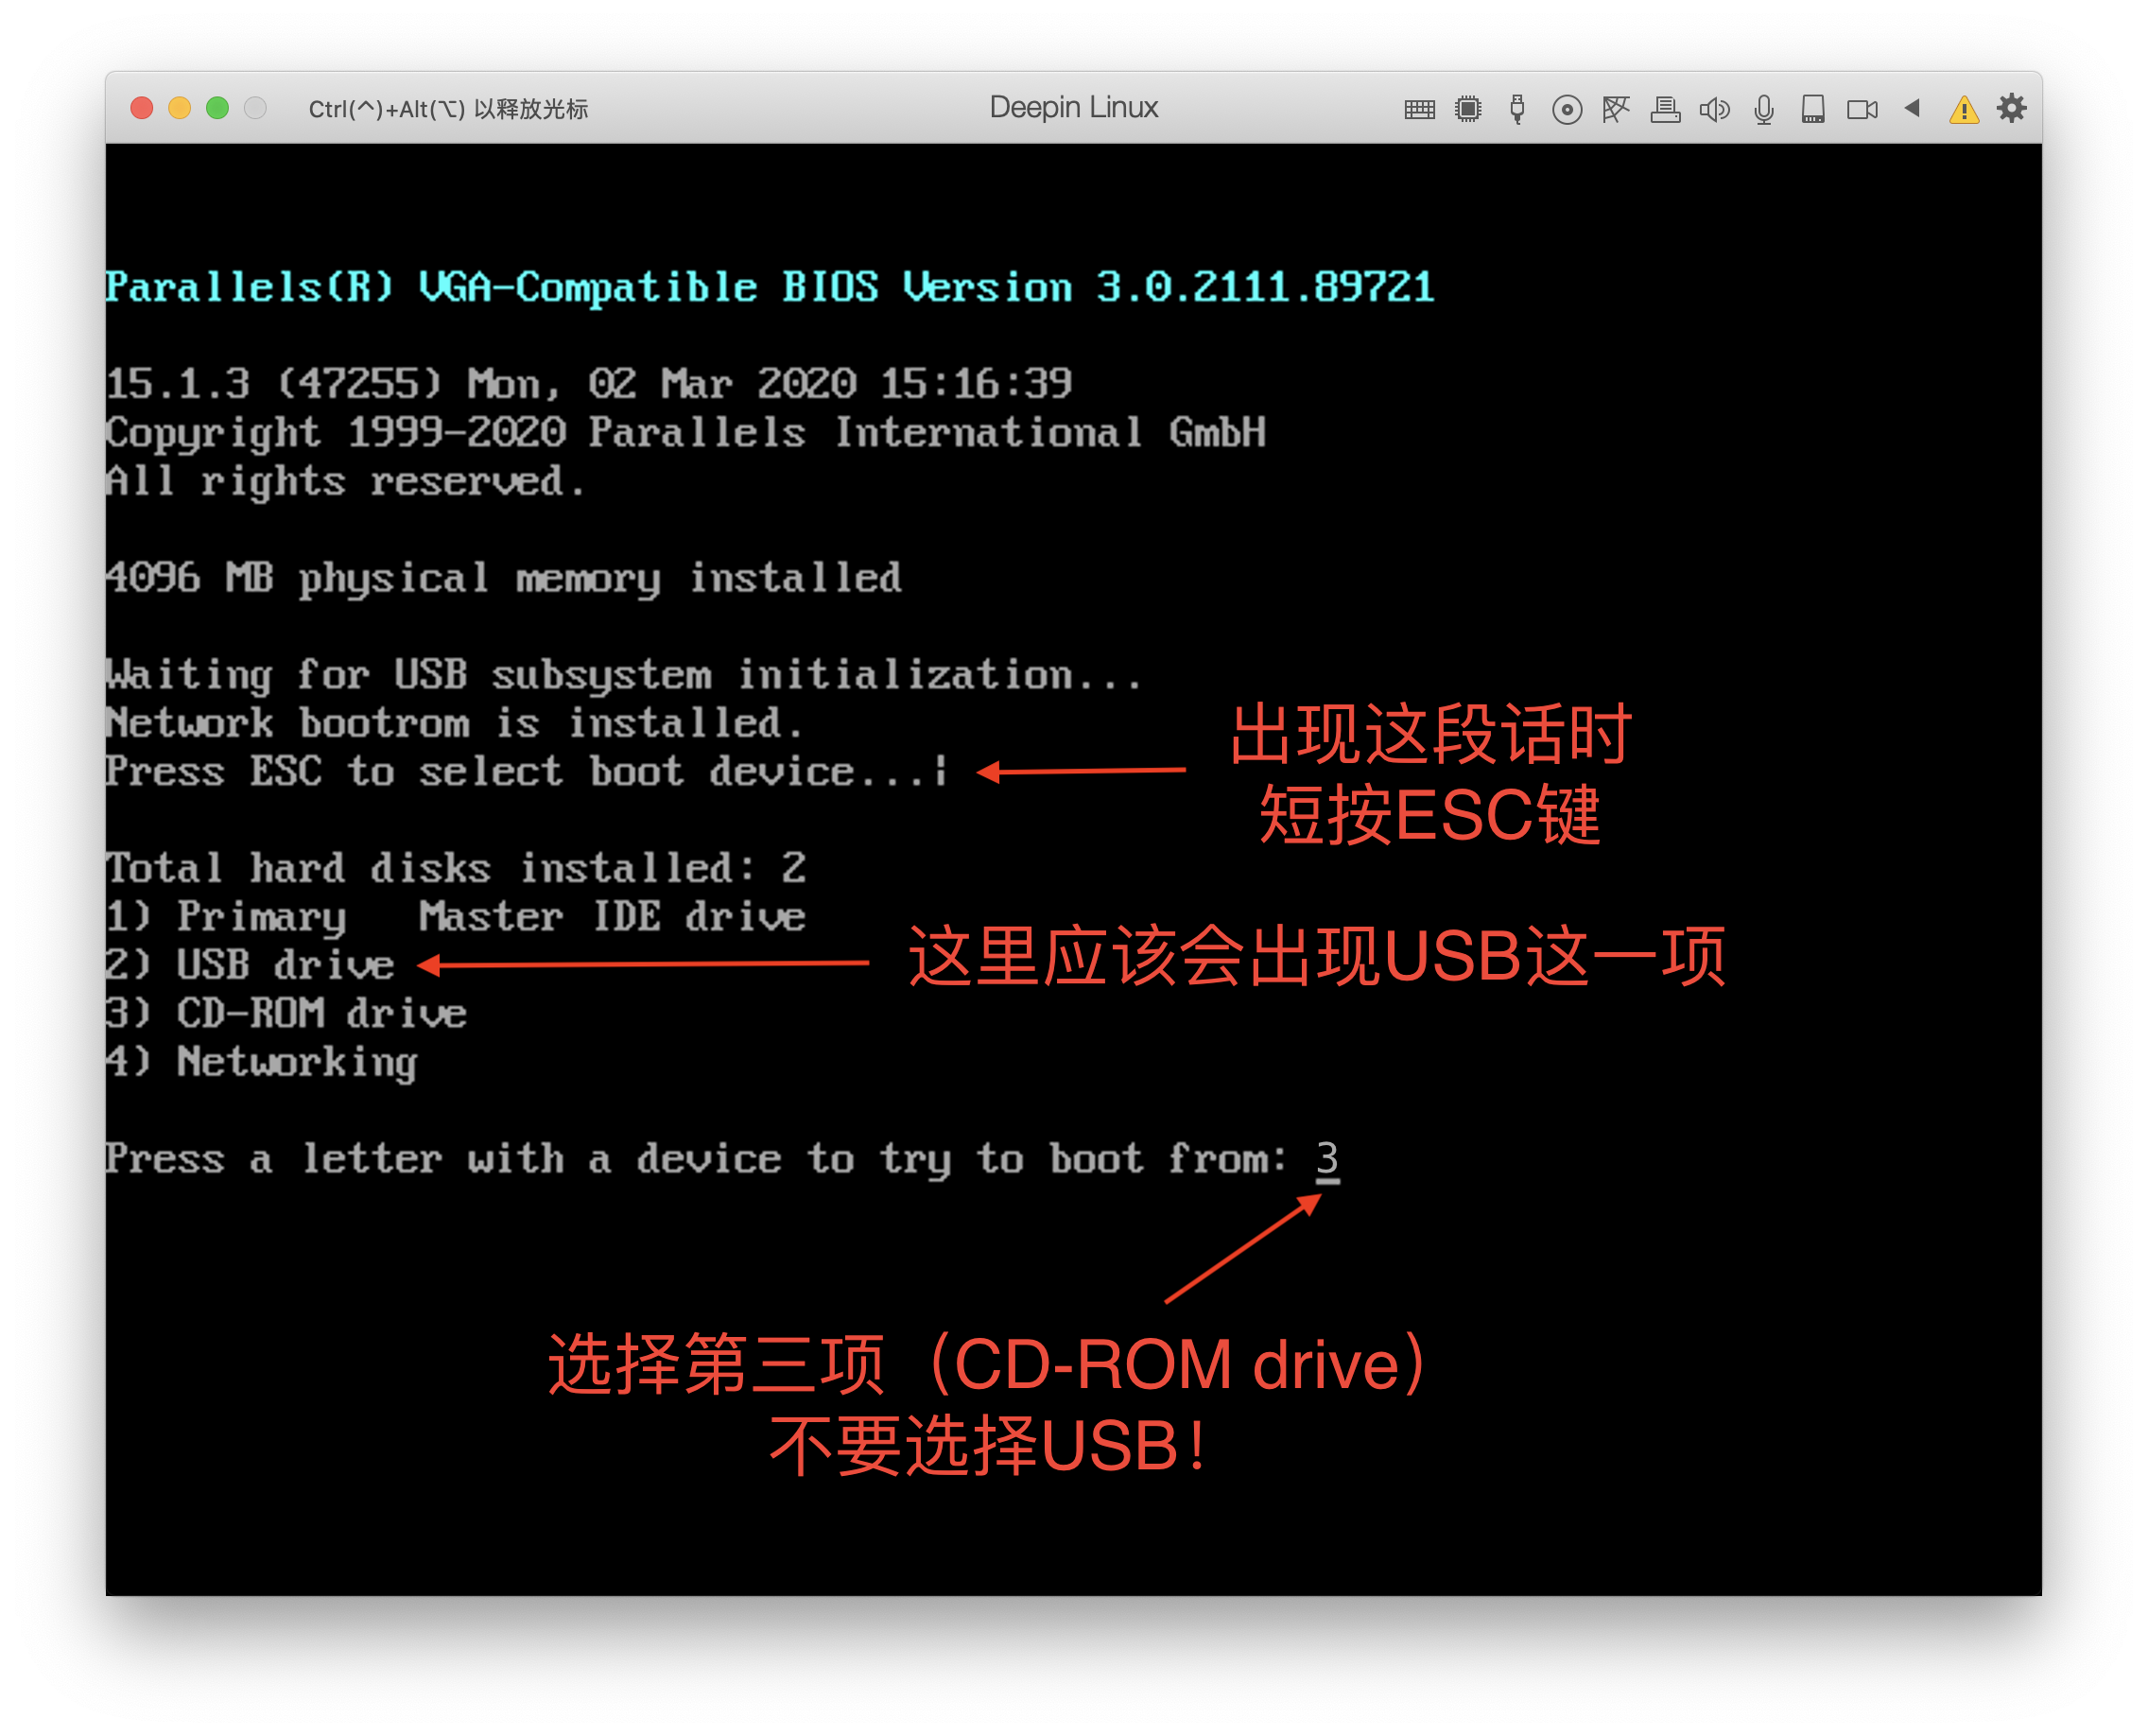 Ctrl(^)+Alt(⌥) 以释放光标
Deepin Linux
Parallels(R) VGA-Compatible BIOS Version 3.0.2111.89721
15.1.3 (47255) Mon, 02 Mar 2020 15:16:39
Copyright 1999-2020 Parallels International GmbH
All rights reserved.
4096 MB physical memory installed
Waiting for USB subsystem initialization...
Network bootrom is installed.
Press ESC to select boot device...¦
出现这段话时
短按ESC键
Total hard disks installed: 2
1) Primary   Master IDE drive
2) USB drive
这里应该会出现USB这一项
3) CD-ROM drive
4) Networking
Press a letter with a device to try to boot from: 3
选择第三项（CD-ROM drive）
不要选择USB！